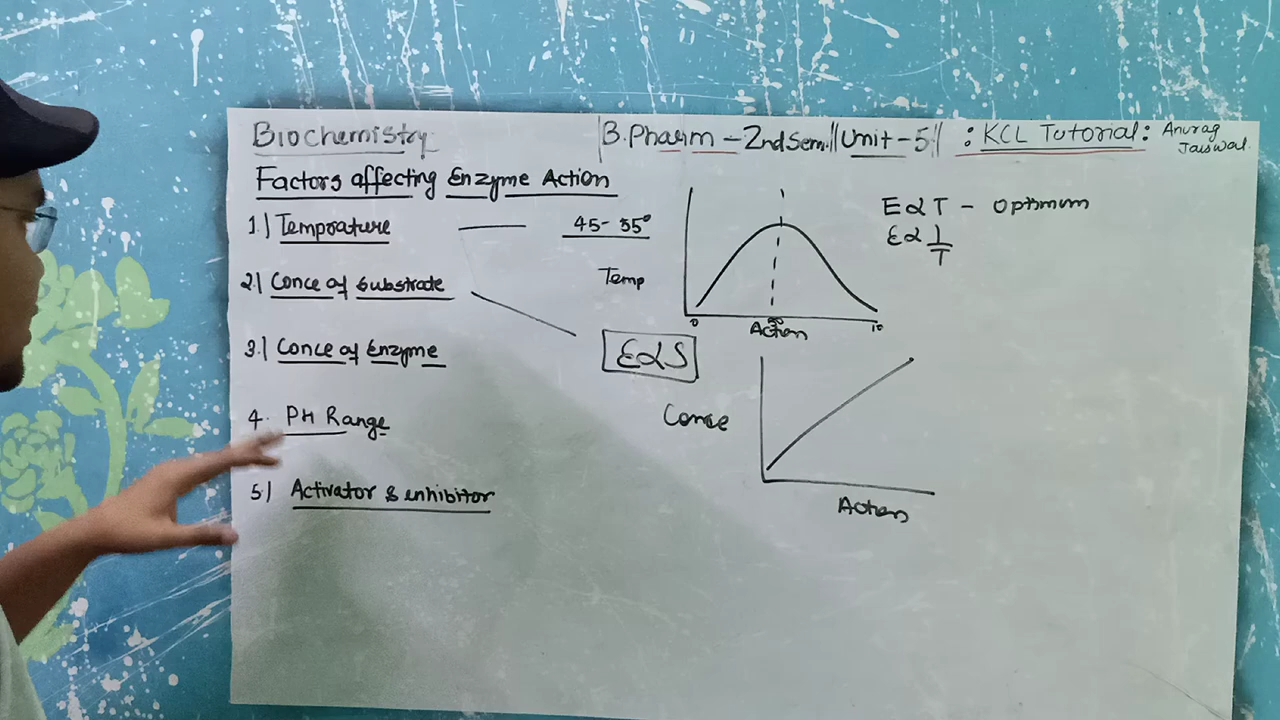 Biochemistry B. Pharm - 2nd Sem. || Unit - 5 || : KCL Tutorial : Anurag Jaiswal.
Factors affecting Enzyme Action
1.) Temprature 45- 55°
Temp
0 Action 10
E α T - optimum
E α 1/T
2.) Conce of Substrate
E α S
Conce
Action
3.) Conce of Enzyme
4. PH Range
5.) Activator & inhibitor